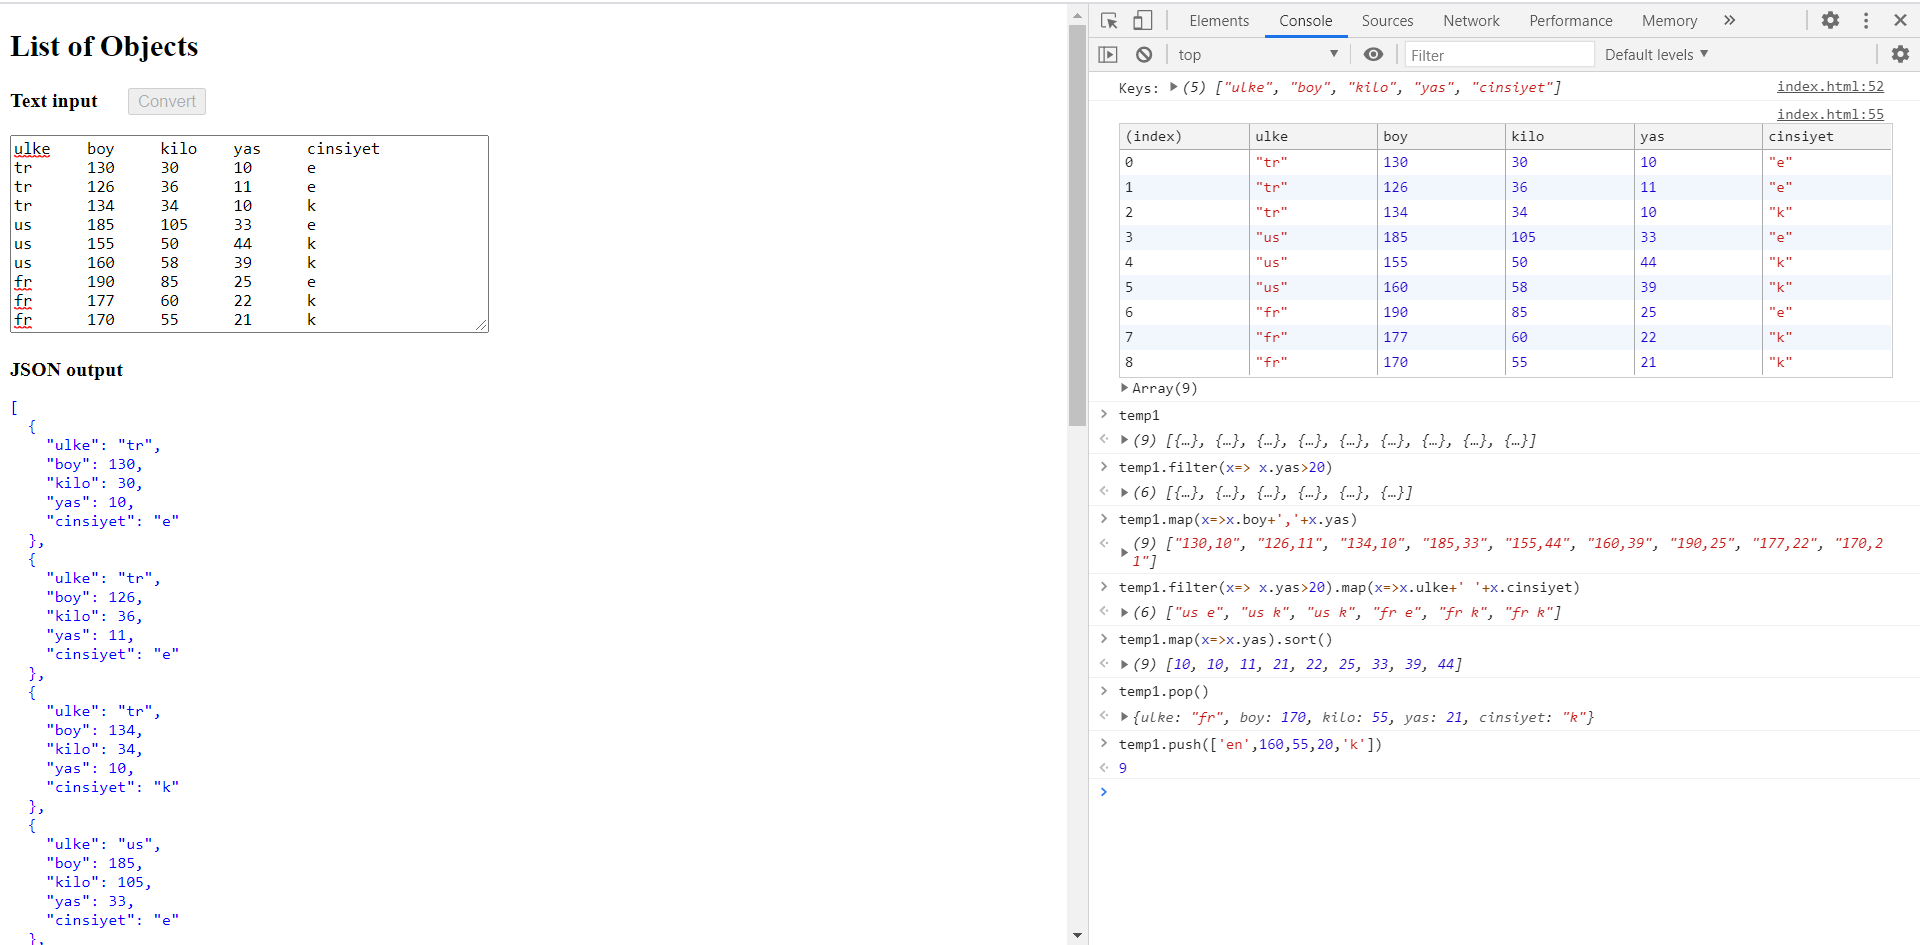 List of Objects
Text input Convert
ulke boy kilo yas cinsiyet
tr 130 30 10 e
tr 126 36 11 e
tr 134 34 10 k
us 185 105 33 e
us 155 50 44 k
us 160 58 39 k
fr 190 85 25 e
fr 177 60 22 k
fr 170 55 21 k
JSON output
[
{
"ulke": "tr",
"boy": 130,
"kilo": 30,
"yas": 10,
"cinsiyet": "e"
},
{
"ulke": "tr",
"boy": 126,
"kilo": 36,
"yas": 11,
"cinsiyet": "e"
},
{
"ulke": "tr",
"boy": 134,
"kilo": 34,
"yas": 10,
"cinsiyet": "k"
},
{
"ulke": "us",
"boy": 185,
"kilo": 105,
"yas": 33,
"cinsiyet": "e"
},
Elements Console Sources Network Performance Memory »
top Filter Default levels
Keys: (5) ["ulke", "boy", "kilo", "yas", "cinsiyet"] index.html:52
index.html:55
(index) ulke boy kilo yas cinsiyet
0 "tr" 130 30 10 "e"
1 "tr" 126 36 11 "e"
2 "tr" 134 34 10 "k"
3 "us" 185 105 33 "e"
4 "us" 155 50 44 "k"
5 "us" 160 58 39 "k"
6 "fr" 190 85 25 "e"
7 "fr" 177 60 22 "k"
8 "fr" 170 55 21 "k"
Array(9)
temp1
(9) [{…}, {…}, {…}, {…}, {…}, {…}, {…}, {…}, {…}]
temp1.filter(x=> x.yas>20)
(6) [{…}, {…}, {…}, {…}, {…}, {…}]
temp1.map(x=>x.boy+','+x.yas)
(9) ["130,10", "126,11", "134,10", "185,33", "155,44", "160,39", "190,25", "177,22", "170,2
1"]
temp1.filter(x=> x.yas>20).map(x=>x.ulke+' '+x.cinsiyet)
(6) ["us e", "us k", "us k", "fr e", "fr k", "fr k"]
temp1.map(x=>x.yas).sort()
(9) [10, 10, 11, 21, 22, 25, 33, 39, 44]
temp1.pop()
{ulke: "fr", boy: 170, kilo: 55, yas: 21, cinsiyet: "k"}
temp1.push(['en',160,55,20,'k'])
9